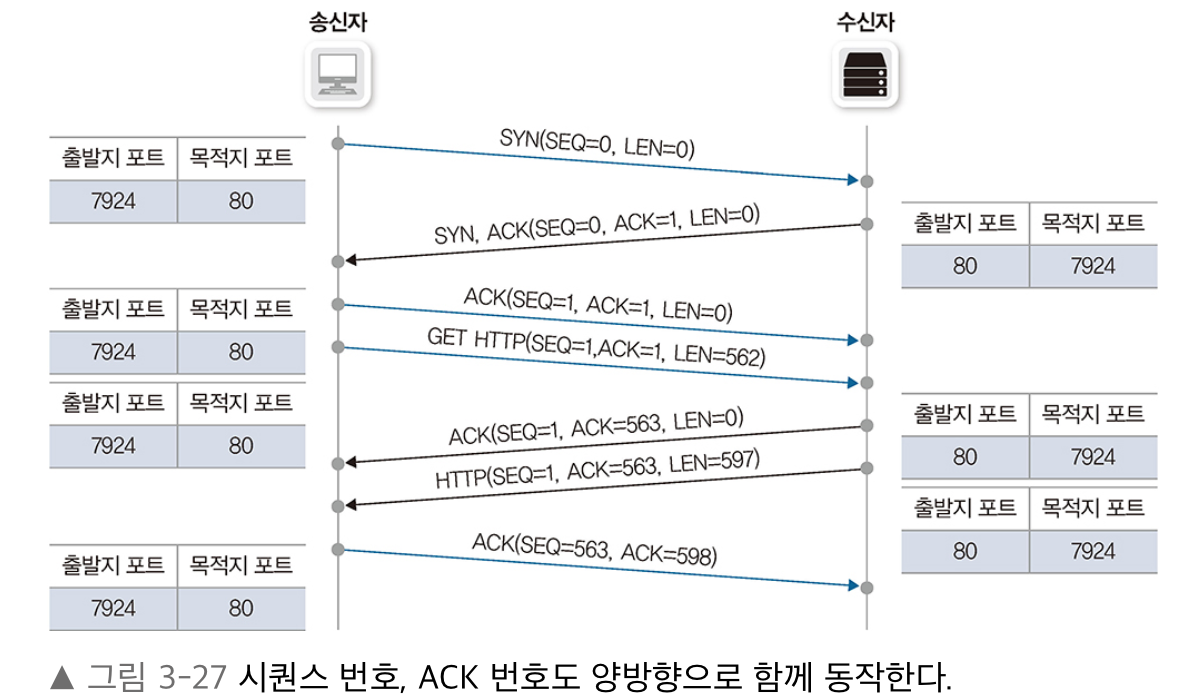 송신자
수신자
출발지 포트 목적지 포트
7924 80
SYN(SEQ=0, LEN=0)
SYN, ACK(SEQ=0, ACK=1, LEN=0)
출발지 포트 목적지 포트
80 7924
출발지 포트 목적지 포트
7924 80
ACK(SEQ=1, ACK=1, LEN=0)
GET HTTP(SEQ=1,ACK=1, LEN=562)
출발지 포트 목적지 포트
7924 80
ACK(SEQ=1, ACK=563, LEN=0)
출발지 포트 목적지 포트
80 7924
HTTP(SEQ=1, ACK=563, LEN=597)
출발지 포트 목적지 포트
80 7924
출발지 포트 목적지 포트
7924 80
ACK(SEQ=563, ACK=598)
▲ 그림 3-27 시퀀스 번호, ACK 번호도 양방향으로 함께 동작한다.